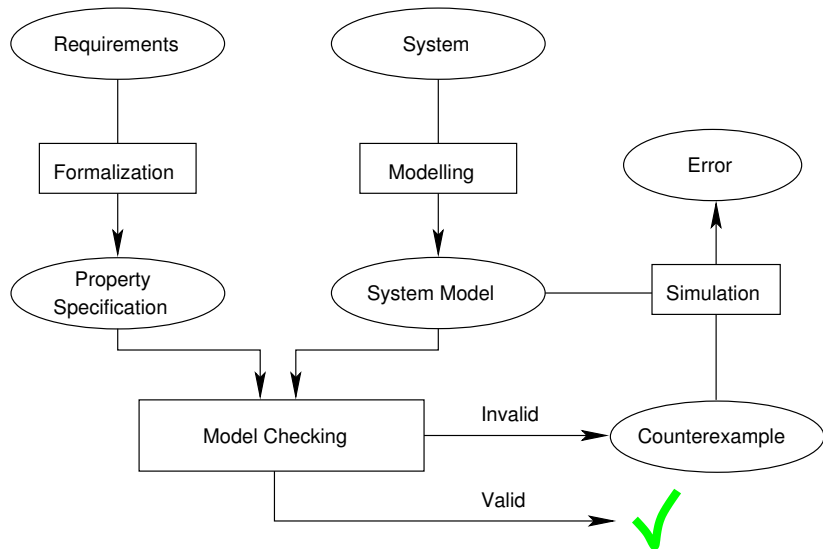 Requirements
System
Formalization
Modelling
Error
Property
Specification
System Model
Simulation
Model Checking
Invalid
Counterexample
Valid